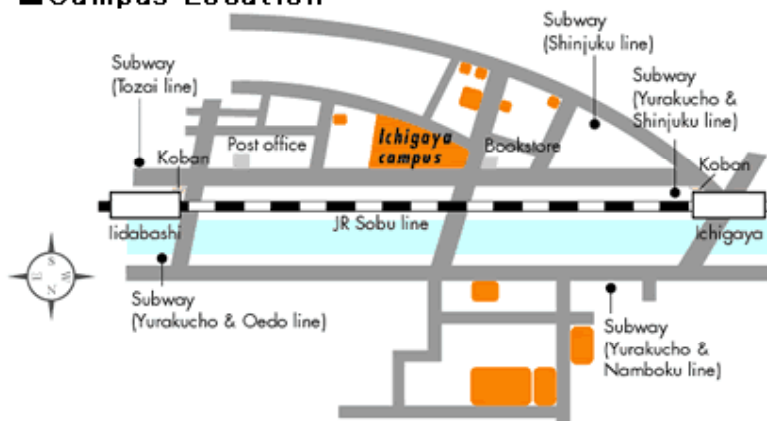 ■Campus Location
Subway
(Shinjuku line)
Subway
(Tozai line)
Subway
(Yurakucho &
Shinjuku line)
Ichigaya
campus
Post office
Bookstore
Koban
Koban
JR Sobu line
Iidabashi
Ichigaya
S
E
W
N
Subway
(Yurakucho & Oedo line)
Subway
(Yurakucho &
Namboku line)